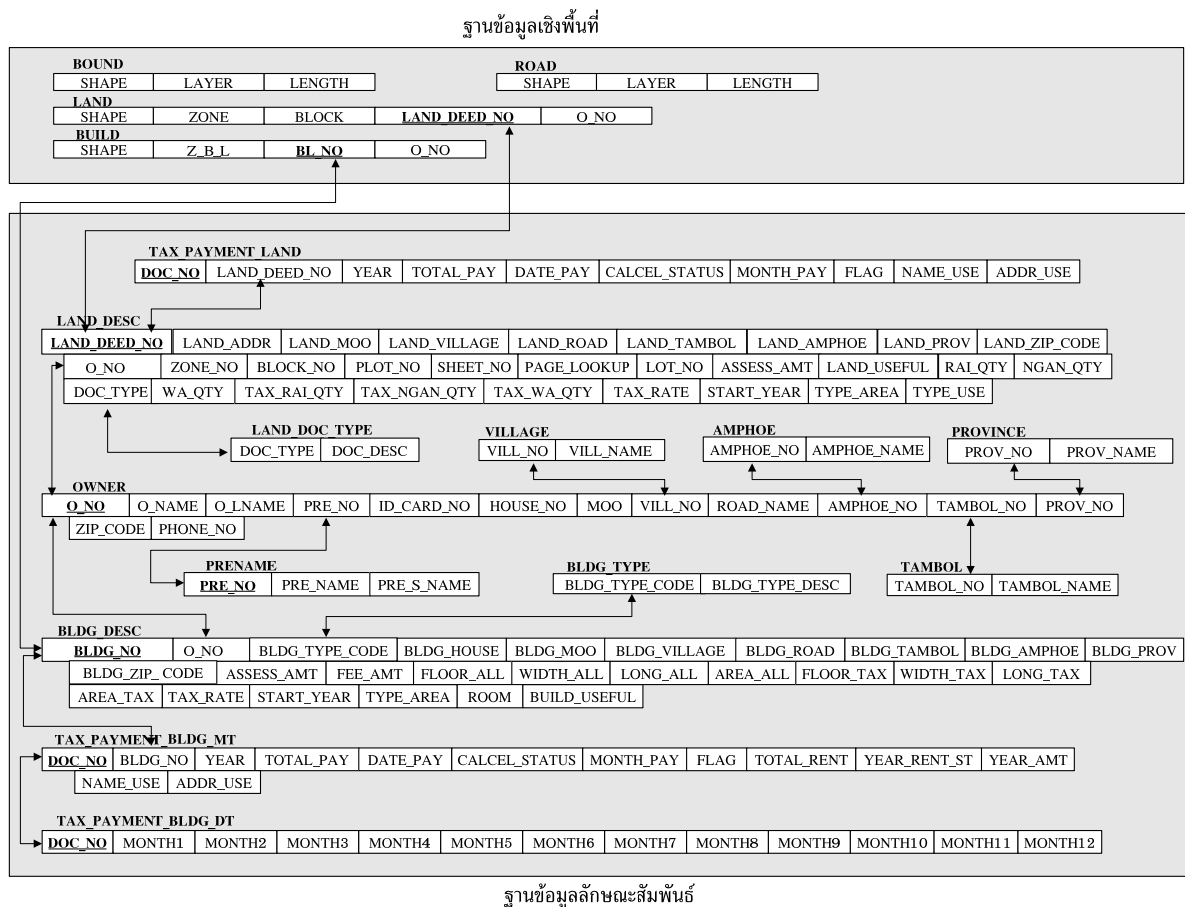 ฐานข้อมูลเชิงพื้นที่
BOUND
SHAPE LAYER LENGTH
ROAD
SHAPE LAYER LENGTH
LAND
SHAPE ZONE BLOCK LAND_DEED_NO O_NO
BUILD
SHAPE Z_B_L BL_NO O_NO
TAX_PAYMENT_LAND
DOC_NO LAND_DEED_NO YEAR TOTAL_PAY DATE_PAY CALCEL_STATUS MONTH_PAY FLAG NAME_USE ADDR_USE
LAND_DESC
LAND_DEED_NO LAND_ADDR LAND_MOO LAND_VILLAGE LAND_ROAD LAND_TAMBOL LAND_AMPHOE LAND_PROV LAND_ZIP_CODE
O_NO ZONE_NO BLOCK_NO PLOT_NO SHEET_NO PAGE_LOOKUP LOT_NO ASSESS_AMT LAND_USEFUL RAI_QTY NGAN_QTY
DOC_TYPE WA_QTY TAX_RAI_QTY TAX_NGAN_QTY TAX_WA_QTY TAX_RATE START_YEAR TYPE_AREA TYPE_USE
LAND_DOC_TYPE
DOC_TYPE DOC_DESC
VILLAGE
VILL_NO VILL_NAME
AMPHOE
AMPHOE_NO AMPHOE_NAME
PROVINCE
PROV_NO PROV_NAME
OWNER
O_NO O_NAME O_LNAME PRE_NO ID_CARD_NO HOUSE_NO MOO VILL_NO ROAD_NAME AMPHOE_NO TAMBOL_NO PROV_NO
ZIP_CODE PHONE_NO
PRENAME
PRE_NO PRE_NAME PRE_S_NAME
BLDG_TYPE
BLDG_TYPE_CODE BLDG_TYPE_DESC
TAMBOL
TAMBOL_NO TAMBOL_NAME
BLDG_DESC
BLDG_NO O_NO BLDG_TYPE_CODE BLDG_HOUSE BLDG_MOO BLDG_VILLAGE BLDG_ROAD BLDG_TAMBOL BLDG_AMPHOE BLDG_PROV
BLDG_ZIP_ CODE ASSESS_AMT FEE_AMT FLOOR_ALL WIDTH_ALL LONG_ALL AREA_ALL FLOOR_TAX WIDTH_TAX LONG_TAX
AREA_TAX TAX_RATE START_YEAR TYPE_AREA ROOM BUILD_USEFUL
TAX_PAYMENT_BLDG_MT
DOC_NO BLDG_NO YEAR TOTAL_PAY DATE_PAY CALCEL_STATUS MONTH_PAY FLAG TOTAL_RENT YEAR_RENT_ST YEAR_AMT
NAME_USE ADDR_USE
TAX_PAYMENT_BLDG_DT
DOC_NO MONTH1 MONTH2 MONTH3 MONTH4 MONTH5 MONTH6 MONTH7 MONTH8 MONTH9 MONTH10 MONTH11 MONTH12
ฐานข้อมูลลักษณะสัมพันธ์